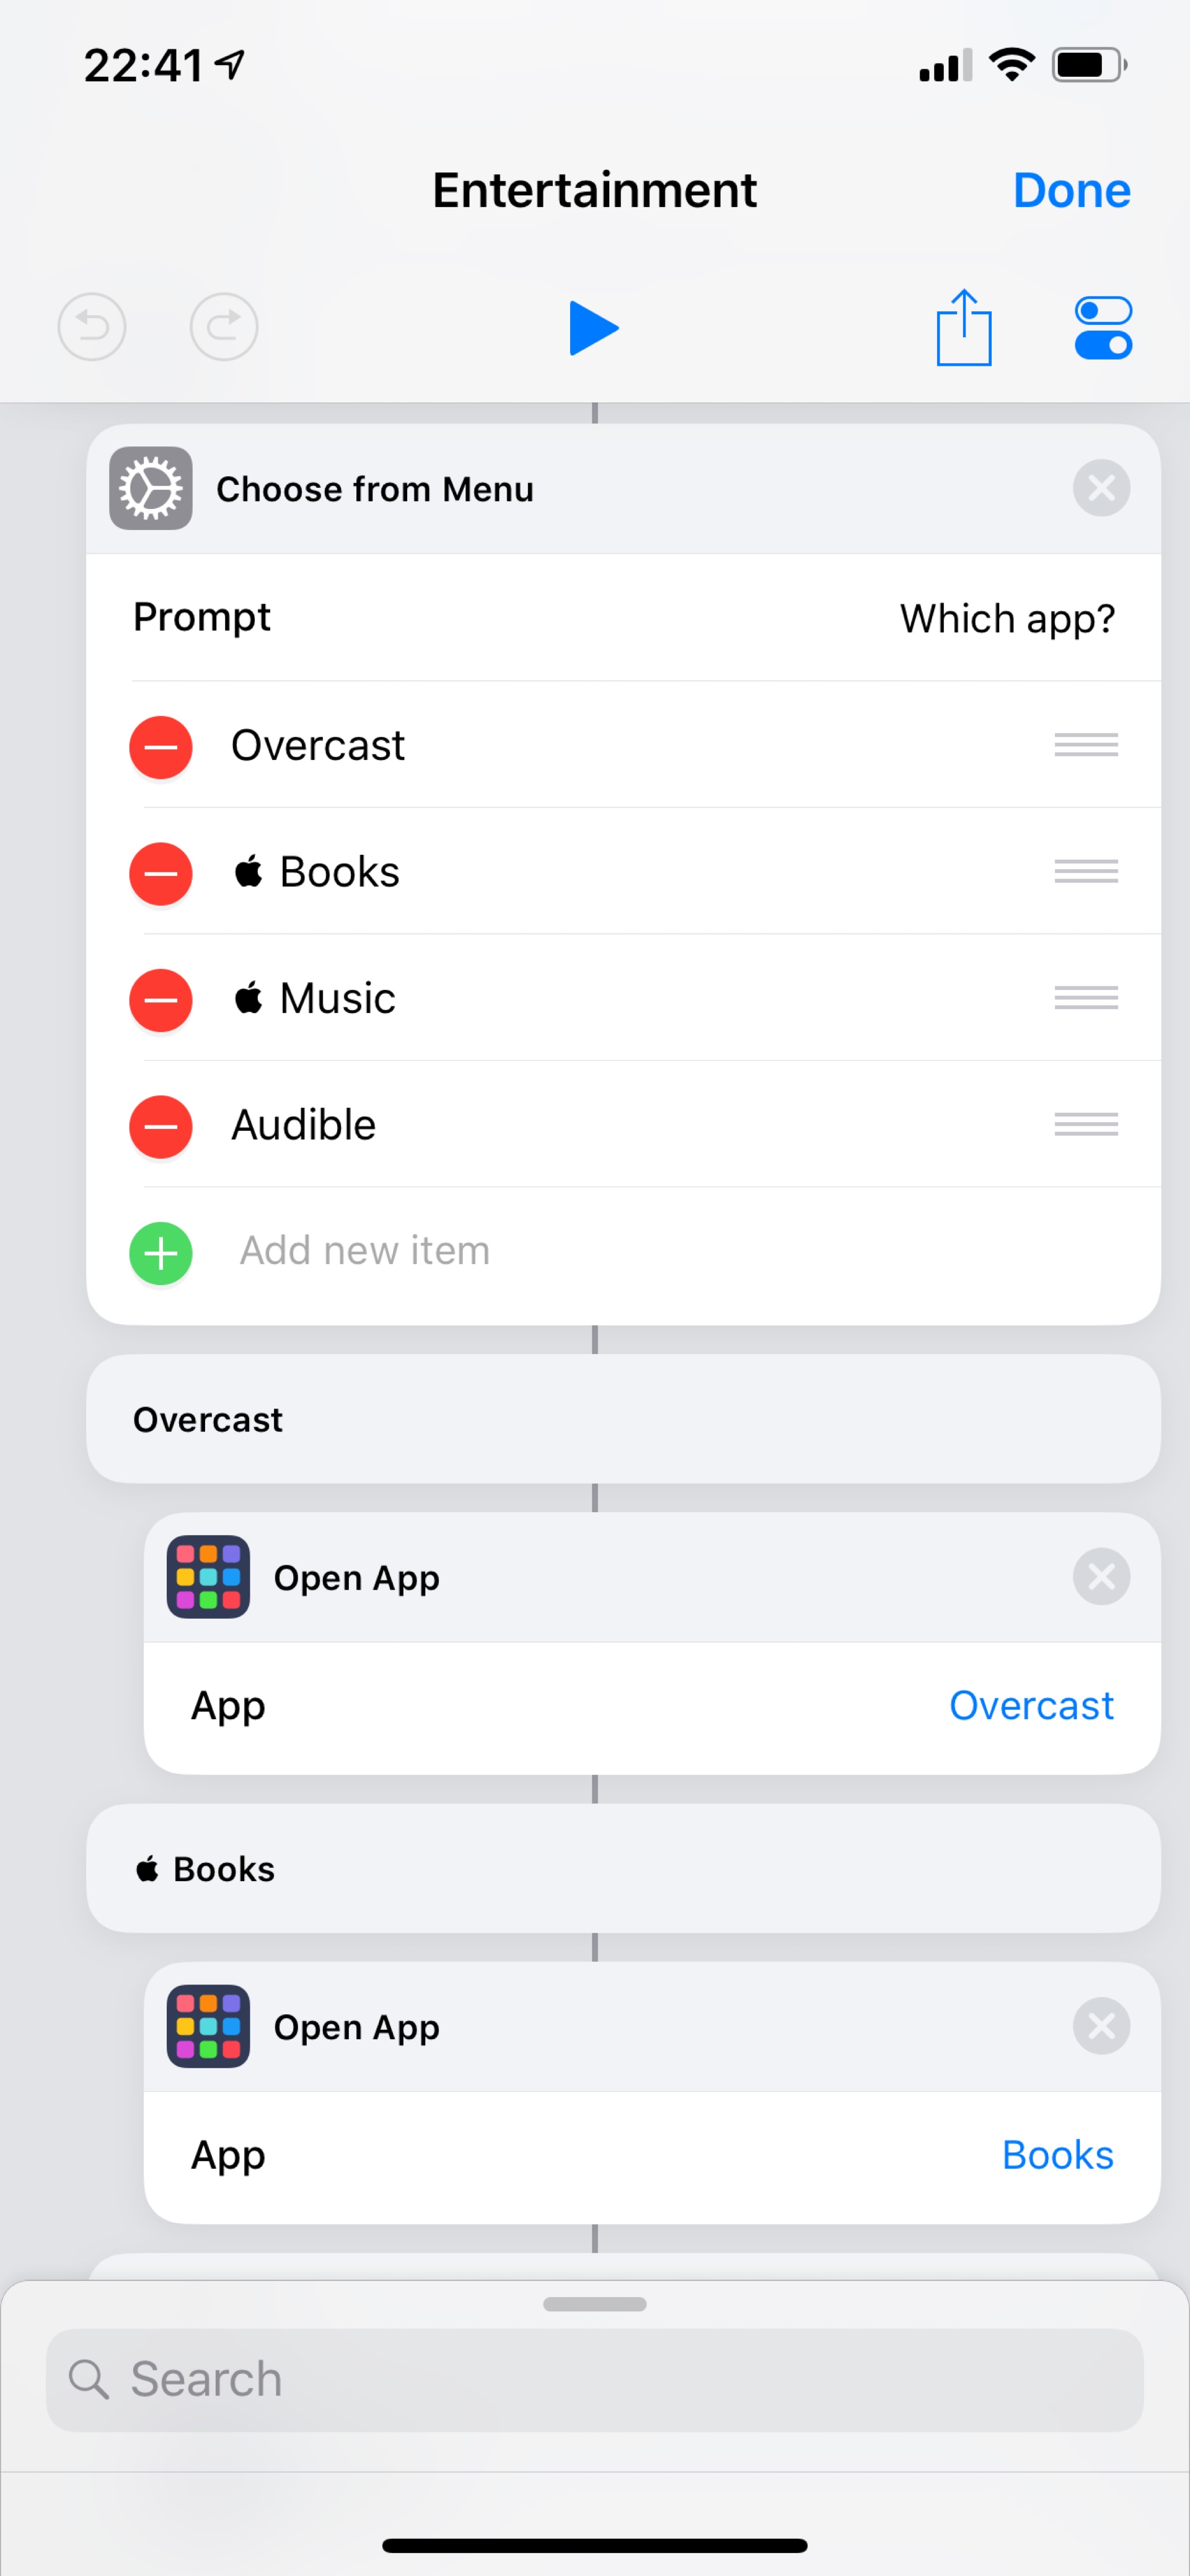 22:41
Entertainment
Done
Choose from Menu
Prompt Which app?
Overcast
 Books
 Music
Audible
Add new item
Overcast
Open App
App Overcast
 Books
Open App
App Books
Search